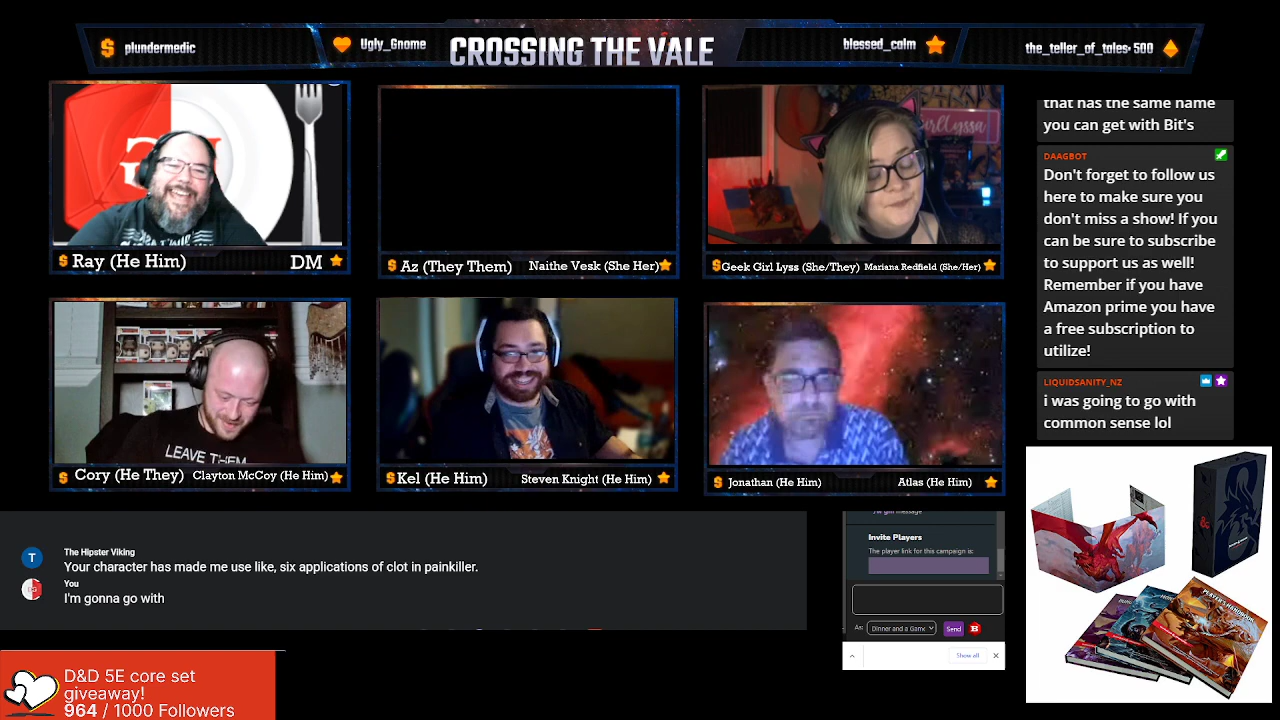 plundermedic
Ugly_Gnome
CROSSING THE VALE
blessed_calm
the_teller_of_tales: 500
Ray (He Him)
DM
Az (They Them)
Naithe Vesk (She Her)
Geek Girl Lyss (She/They)
Mariana Redfield (She/Her)
LEAVE THEM
Cory (He They)
Clayton McCoy (He Him)
Kel (He Him)
Steven Knight (He Him)
Jonathan (He Him)
Atlas (He Him)
that has the same name
you can get with Bit's
DAAGBOT
Don't forget to follow us
here to make sure you
don't miss a show! If you
can be sure to subscribe
to support us as well!
Remember if you have
Amazon prime you have
a free subscription to
utilize!
LIQUIDSANITY_NZ
i was going to go with
common sense lol
T
The Hipster Viking
Your character has made me use like, six applications of clot in painkiller.
You
I'm gonna go with
Invite Players
The player link for this campaign is:
As:
Dinner and a Game
Send
B
Show all
PLAYER'S HANDBOOK
D&D 5E core set
giveaway!
964 / 1000 Followers